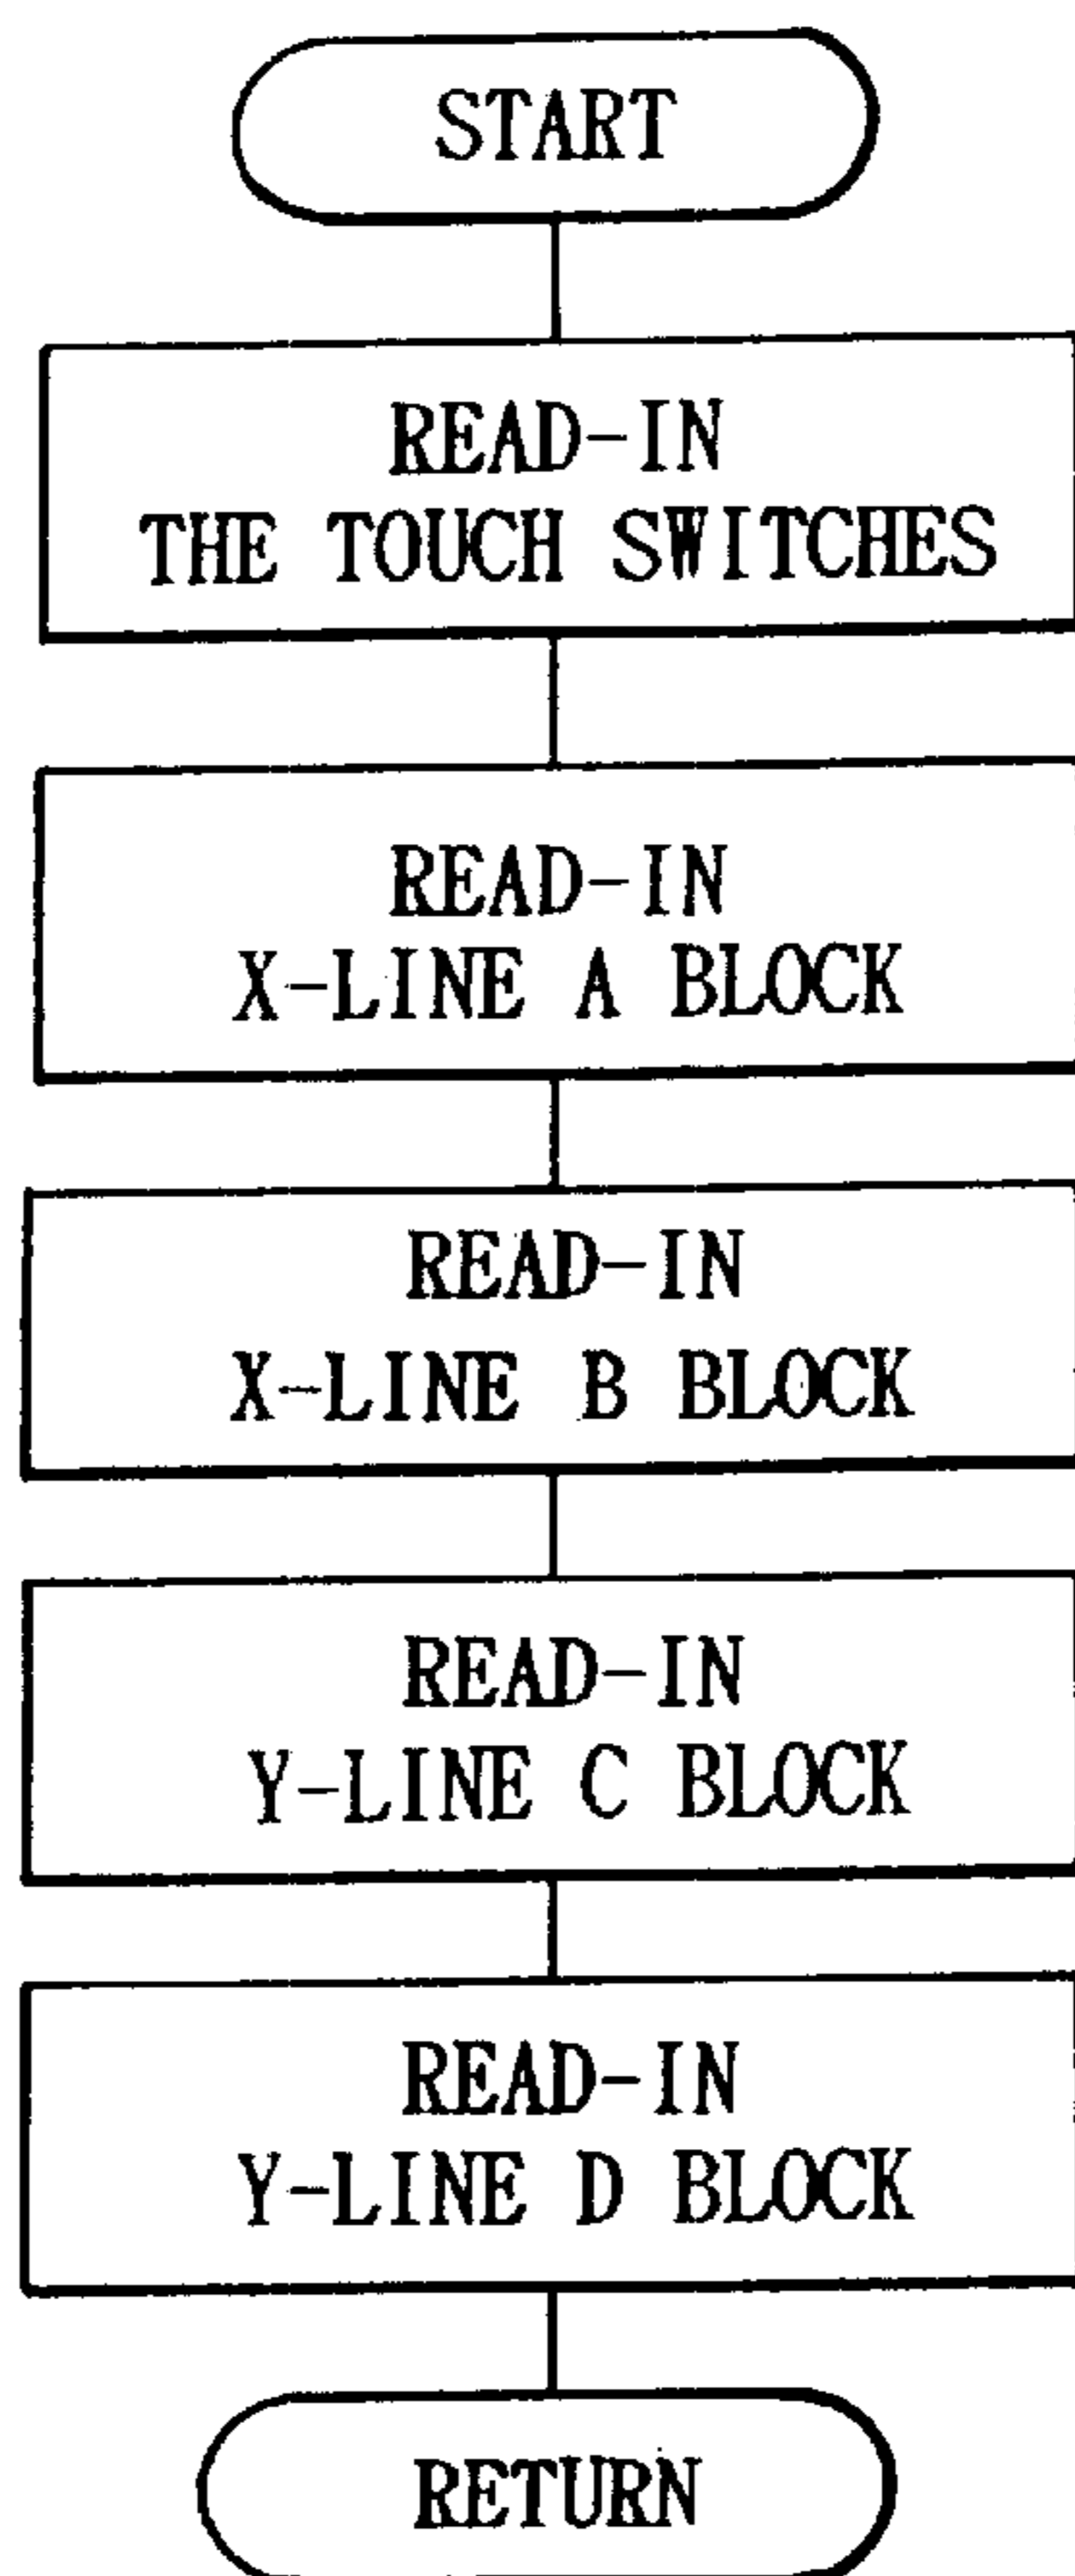 START
READ-IN
THE TOUCH SWITCHES
READ-IN
X-LINE A BLOCK
READ-IN
X-LINE B BLOCK
READ-IN
Y-LINE C BLOCK
READ-IN
Y-LINE D BLOCK
RETURN